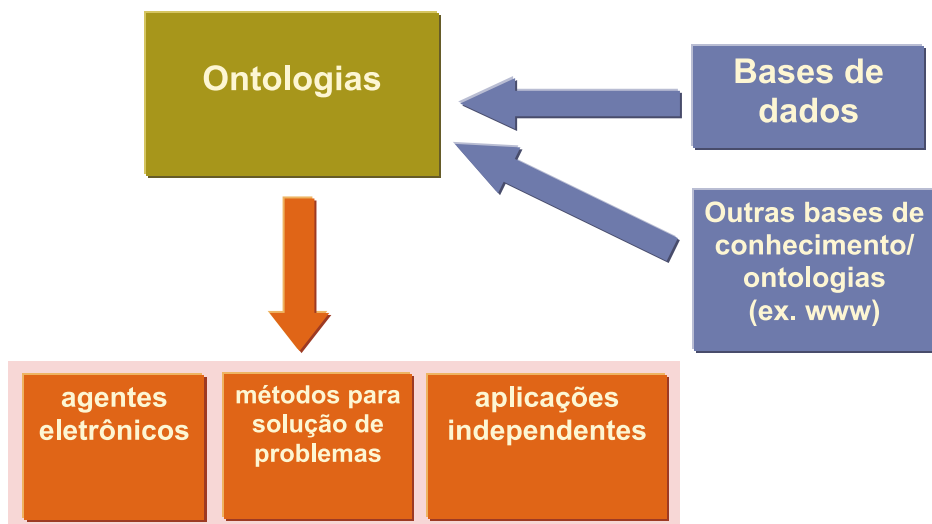 Ontologias
Bases de
dados
Outras bases de
conhecimento/
ontologias
(ex. www)
agentes
eletrônicos
métodos para
solução de
problemas
aplicações
independentes